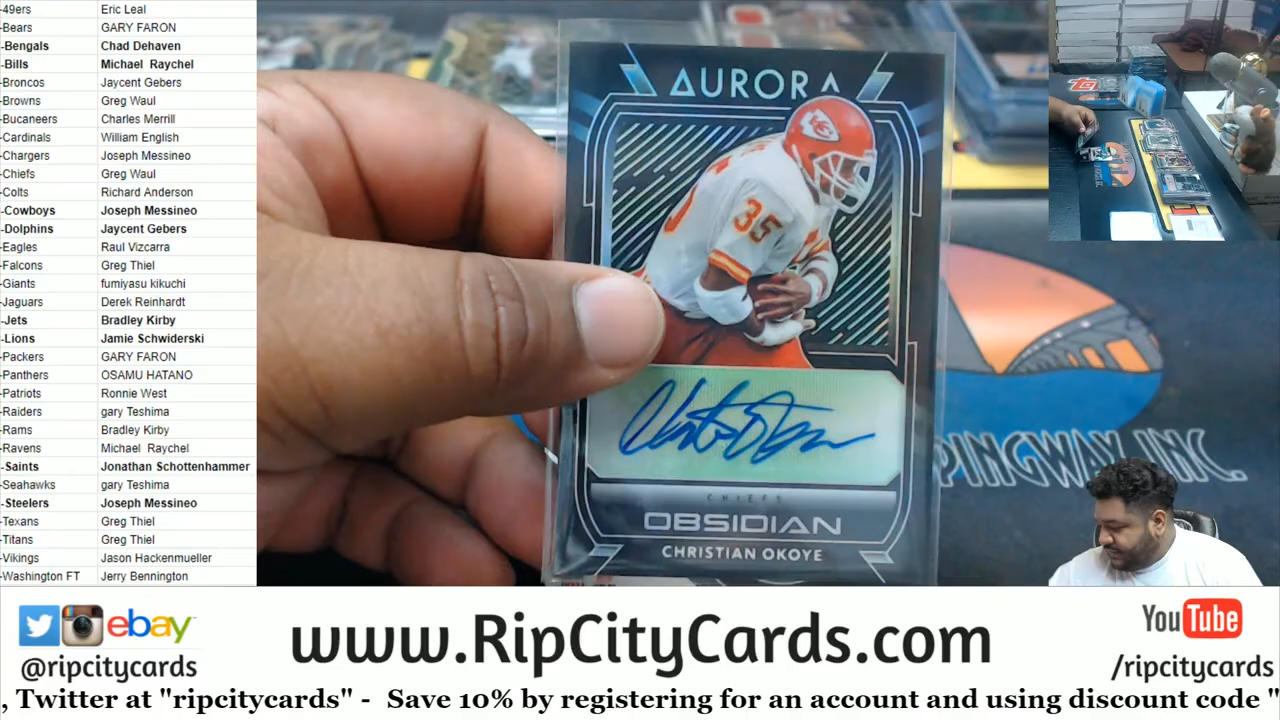 -49ers Eric Leal
-Bears GARY FARON
-Bengals Chad Dehaven
-Bills Michael Raychel
-Broncos Jaycent Gebers
-Browns Greg Waul
-Bucaneers Charles Merrill
-Cardinals William English
-Chargers Joseph Messineo
-Chiefs Greg Waul
-Colts Richard Anderson
-Cowboys Joseph Messineo
-Dolphins Jaycent Gebers
-Eagles Raul Vizcarra
-Falcons Greg Thiel
-Giants fumiyasu kikuchi
-Jaguars Derek Reinhardt
-Jets Bradley Kirby
-Lions Jamie Schwiderski
-Packers GARY FARON
-Panthers OSAMU HATANO
-Patriots Ronnie West
-Raiders gary Teshima
-Rams Bradley Kirby
-Ravens Michael Raychel
-Saints Jonathan Schottenhammer
-Seahawks gary Teshima
-Steelers Joseph Messineo
-Texans Greg Thiel
-Titans Greg Thiel
-Vikings Jason Hackenmueller
-Washington FT Jerry Bennington
AURORA
35
CHIEFS
OBSIDIAN
CHRISTIAN OKOYE
PINGWAY, INC.
ebay
@ripcitycards
www.RipCityCards.com
YouTube
/ripcitycards
, Twitter at "ripcitycards" - Save 10% by registering for an account and using discount code "